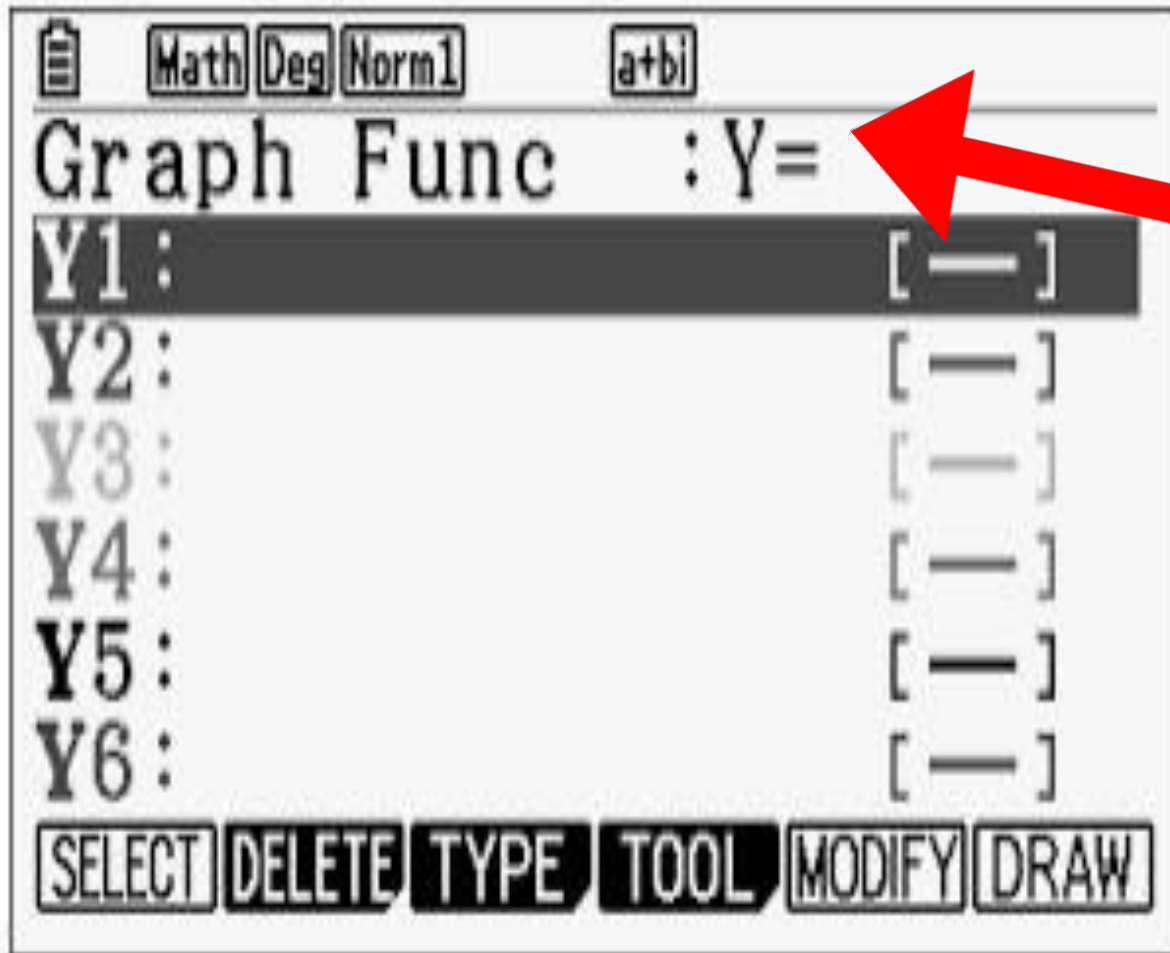 Math Deg Norm1 a+bi
Graph Func :Y=
Y1: [—]
Y2: [—]
Y3: [—]
Y4: [—]
Y5: [—]
Y6: [—]
SELECT DELETE TYPE TOOL MODIFY DRAW